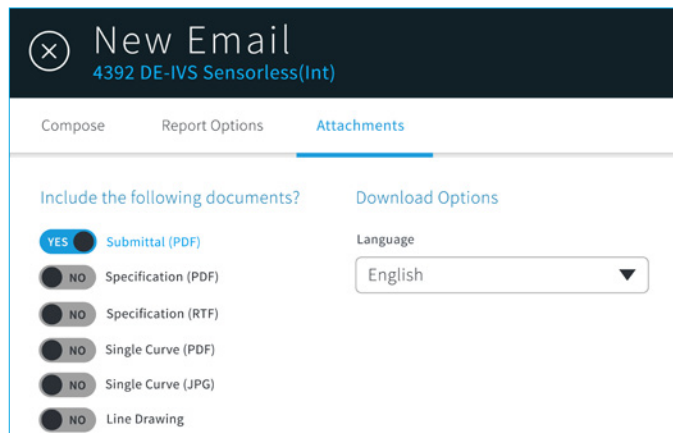 New Email
4392 DE-IVS Sensorless(Int)
Compose Report Options Attachments
Include the following documents?
YES Submittal (PDF)
NO Specification (PDF)
NO Specification (RTF)
NO Single Curve (PDF)
NO Single Curve (JPG)
NO Line Drawing
Download Options
Language
English